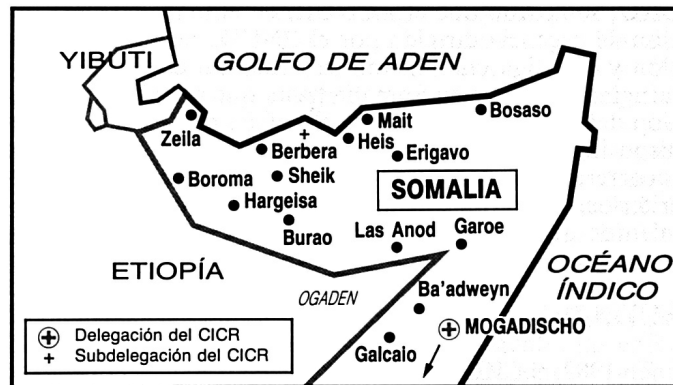 YIBUTI
GOLFO DE ADEN
Zeila
Mait
Bosaso
Heis
Berbera
Erigavo
Sheik
Boroma
SOMALIA
Hargeisa
Burao
Las Anod
Garoe
ETIOPÍA
OCÉANO
ÍNDICO
OGADEN
Ba'adweyn
MOGADISCHO
Galcaio
Delegación del CICR
+ Subdelegación del CICR